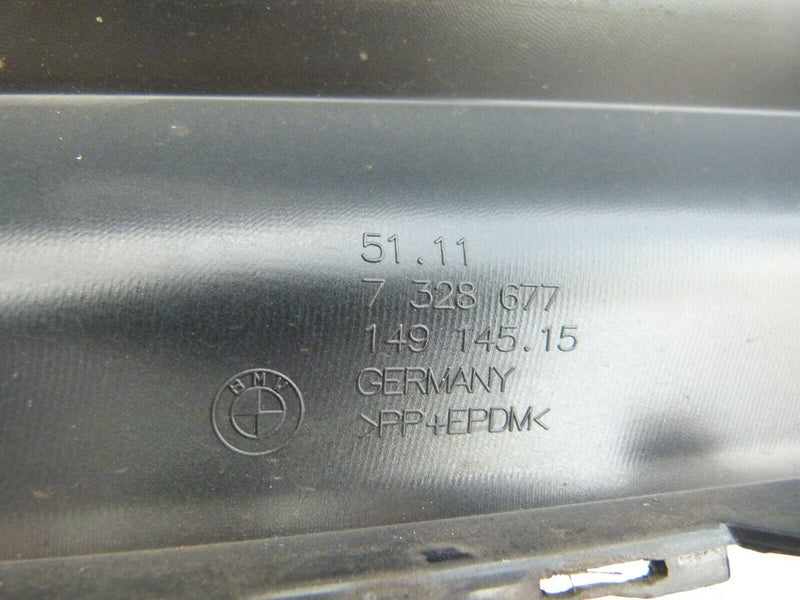 51.11
7 328 677
149 145.15
GERMANY
BMW
>PP+EPDM<